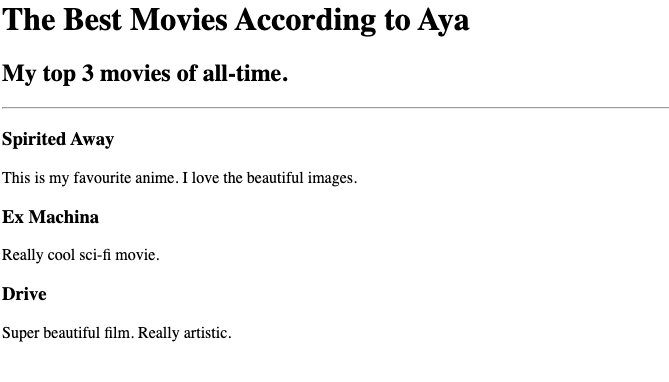 The Best Movies According to Aya
My top 3 movies of all-time.
Spirited Away
This is my favourite anime. I love the beautiful images.
Ex Machina
Really cool sci-fi movie.
Drive
Super beautiful film. Really artistic.